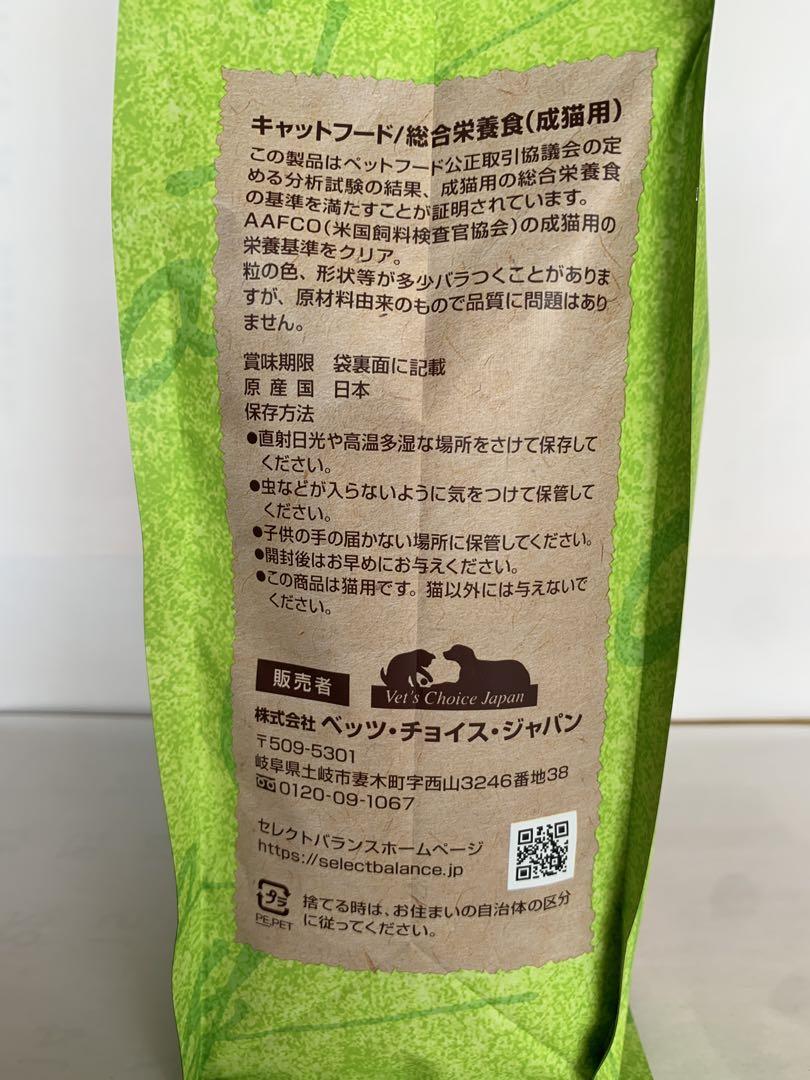 キャットフード/総合栄養食(成猫用)
この製品はペットフード公正取引協議会の定
める分析試験の結果、成猫用の総合栄養食
の基準を満たすことが証明されています。
AAFCO(米国飼料検査官協会)の成猫用の
栄養基準をクリア。
粒の色、形状等が多少バラつくことがありま
すが、原材料由来のもので品質に問題はあり
ません。
賞味期限 袋裏面に記載
原産国 日本
保存方法
●直射日光や高温多湿な場所をさけて保存して
ください。
●虫などが入らないように気をつけて保管して
ください。
●子供の手の届かない場所に保管してください。
●開封後はお早めにお与えください。
●この商品は猫用です。猫以外には与えないで
ください。
販売者
Vet's Choice Japan
株式会社 ベッツ・チョイス・ジャパン
〒509-5301
岐阜県土岐市妻木町字西山3246番地38
0120-09-1067
セレクトバランスホームページ
https://selectbalance.jp
プラ
PE,PET
捨てる時は、お住まいの自治体の区分
に従ってください。